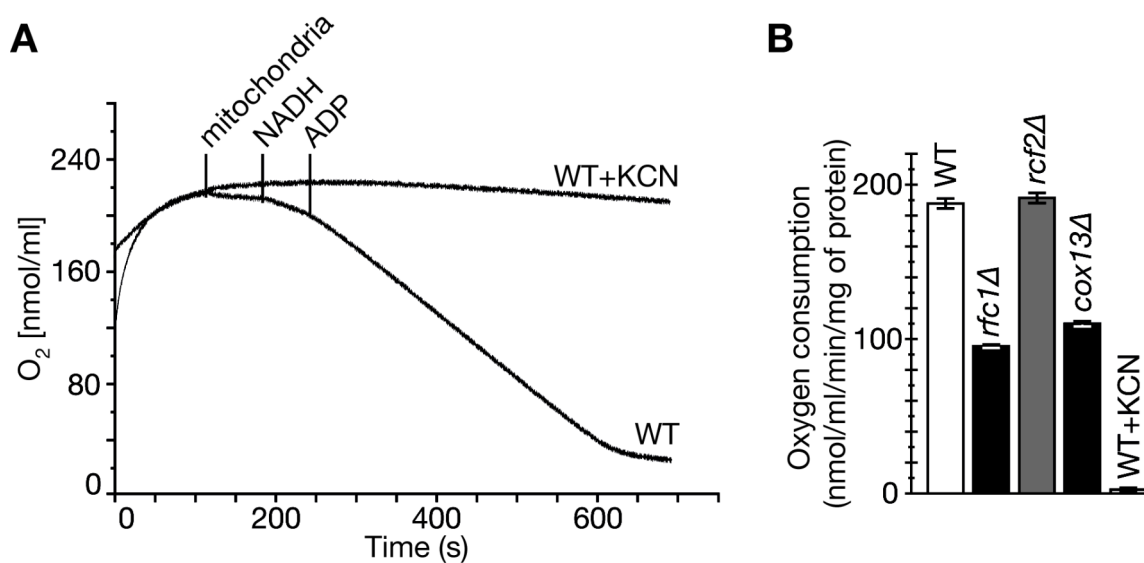 A
mitochondria
NADH
ADP
240
160
80
0
O2 [nmol/ml]
WT+KCN
WT
0
200
400
600
Time (s)
B
Oxygen consumption
(nmol/ml/min/mg of protein)
200
100
0
WT
rfc1Δ
rcf2Δ
cox13Δ
WT+KCN